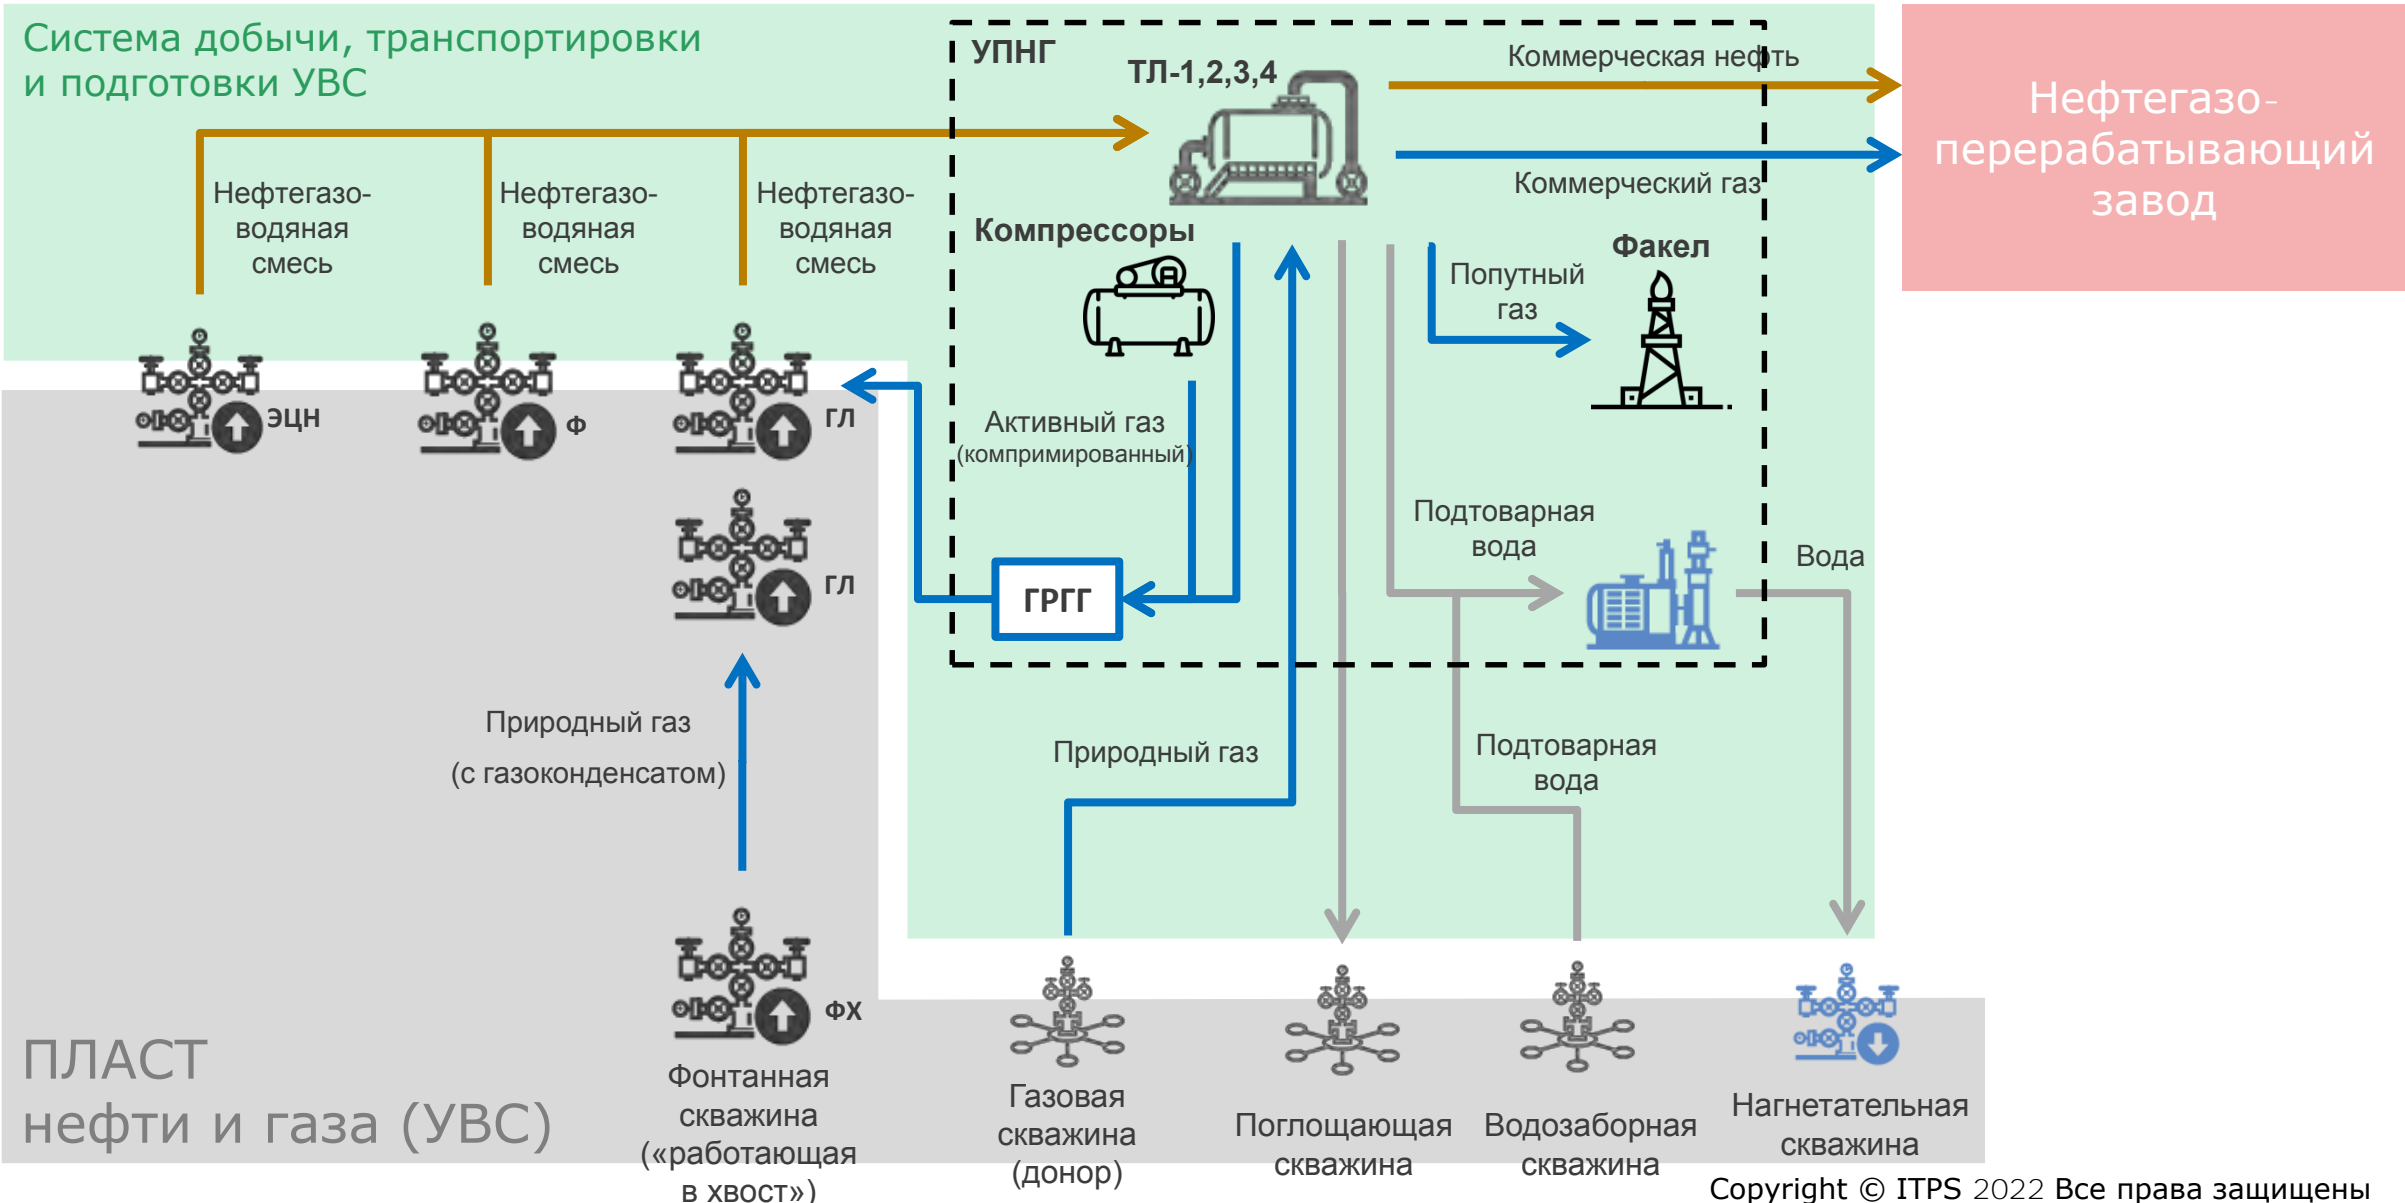 Система добычи, транспортировки
и подготовки УВС
УПНГ
ТЛ-1,2,3,4
Коммерческая нефть
Коммерческий газ
Нефтегазо-
перерабатывающий
завод
Нефтегазо-
водяная
смесь
Нефтегазо-
водяная
смесь
Нефтегазо-
водяная
смесь
Компрессоры
Попутный
газ
Факел
ЭЦН
Ф
ГЛ
Активный газ
(компримированный)
Подтоварная
вода
Вода
ГЛ
ГРГГ
Природный газ
(с газоконденсатом)
Природный газ
Подтоварная
вода
ФХ
ПЛАСТ
нефти и газа (УВС)
Фонтанная
скважина
(«работающая
в хвост»)
Газовая
скважина
(донор)
Поглощающая
скважина
Водозаборная
скважина
Нагнетательная
скважина
Copyright © ITPS 2022 Все права защищены